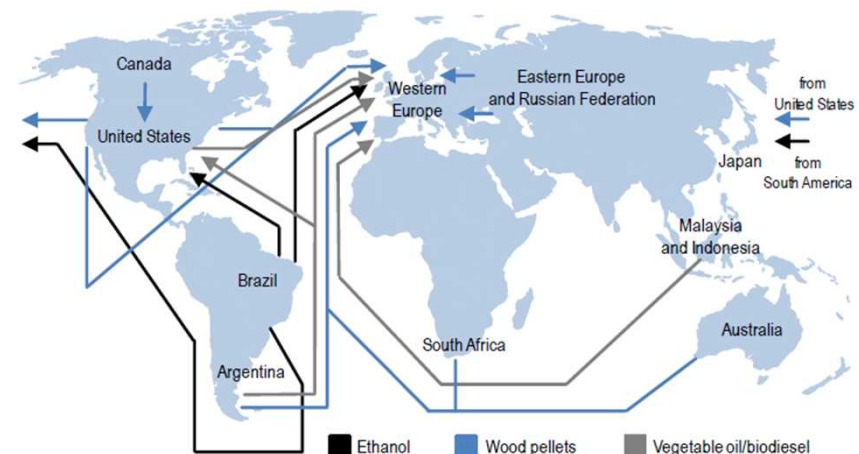 Canada
United States
Western
Europe
Eastern Europe
and Russian Federation
from
United States
Japan
from
South America
Malaysia
and Indonesia
Brazil
Argentina
South Africa
Australia
Ethanol
Wood pellets
Vegetable oil/biodiesel